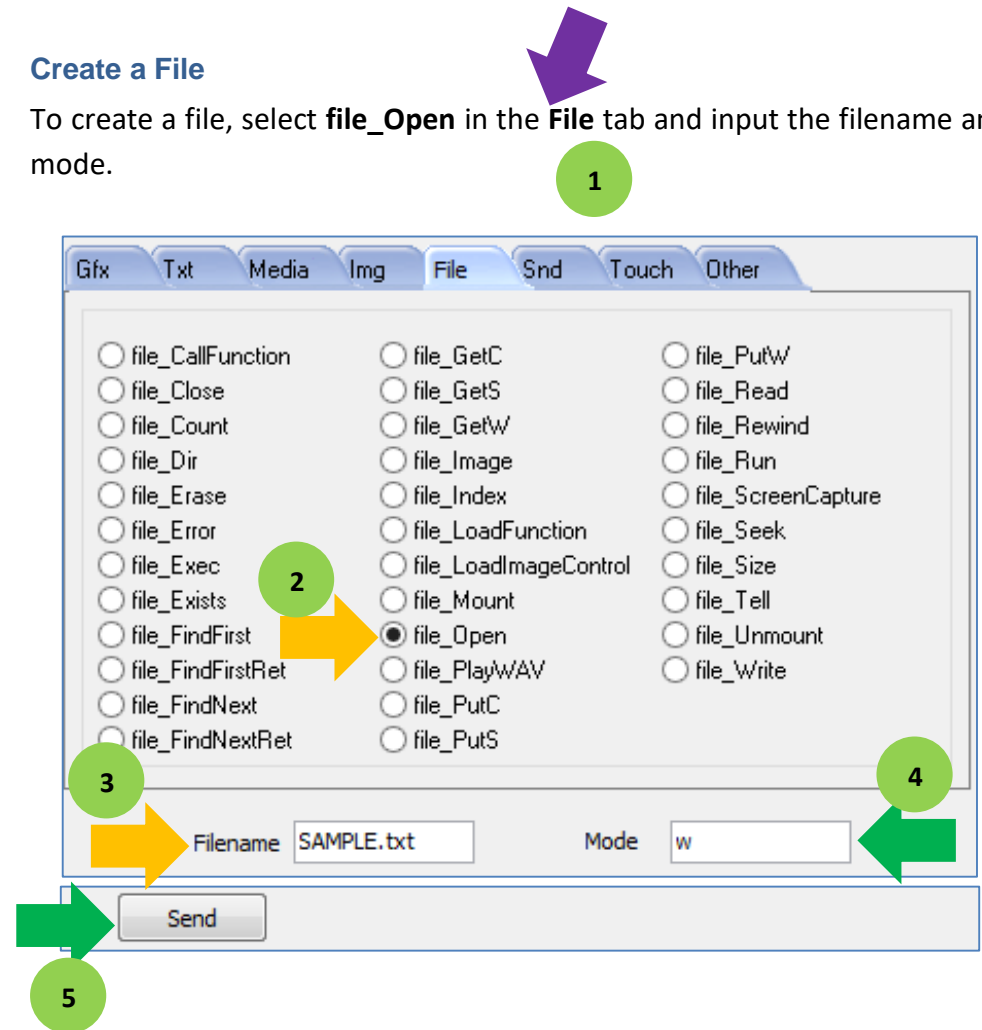 Create a File
To create a file, select file_Open in the File tab and input the filename
mode.
1
Gfx Txt Media Img File Snd Touch Other
file_CallFunction file_GetC file_PutW
file_Close file_GetS file_Read
file_Count file_GetW file_Rewind
file_Dir file_Image file_Run
file_Erase file_Index file_ScreenCapture
file_Error file_LoadFunction file_Seek
file_Exec file_LoadImageControl file_Size
2
file_Exists file_Mount file_Tell
file_FindFirst file_Open file_Unmount
file_FindFirstRet file_PlayWAV file_Write
file_FindNext file_PutC
file_FindNextRet file_PutS
3
4
Filename SAMPLE.txt Mode w
Send
5